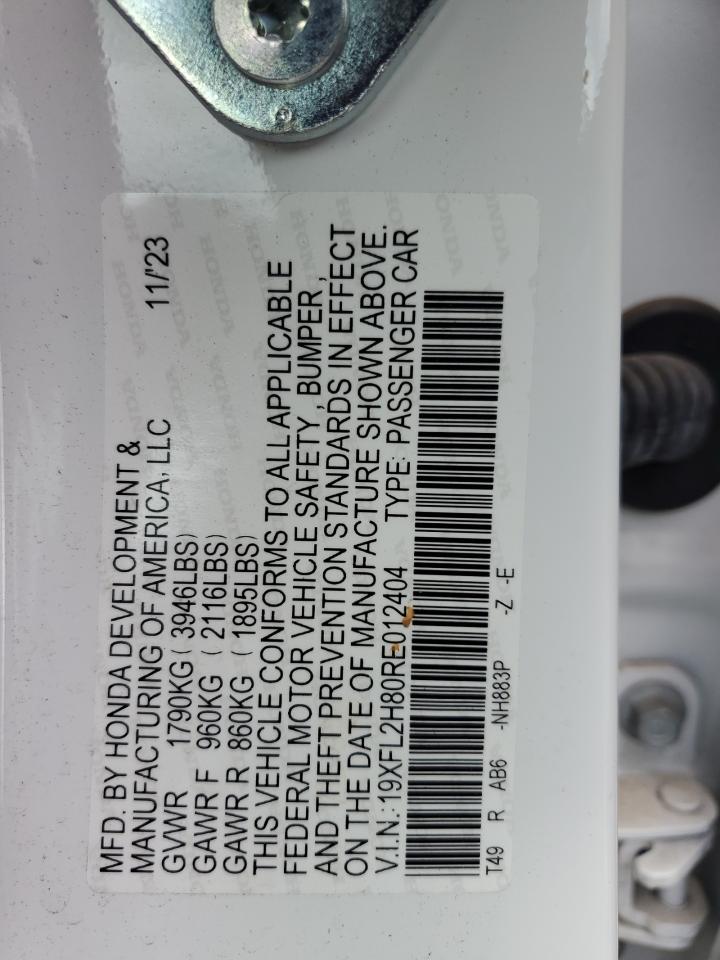 MFD. BY HONDA DEVELOPMENT &
MANUFACTURING OF AMERICA, LLC 11/'23
GVWR 1790KG ( 3946LBS)
GAWR F 960KG ( 2116LBS)
GAWR R 860KG ( 1895LBS)
THIS VEHICLE CONFORMS TO ALL APPLICABLE
FEDERAL MOTOR VEHICLE SAFETY , BUMPER ,
AND THEFT PREVENTION STANDARDS IN EFFECT
ON THE DATE OF MANUFACTURE SHOWN ABOVE.
V.I.N.:19XFL2H80RE012404 TYPE: PASSENGER CAR
T49 R AB6 -NH883P -Z -E